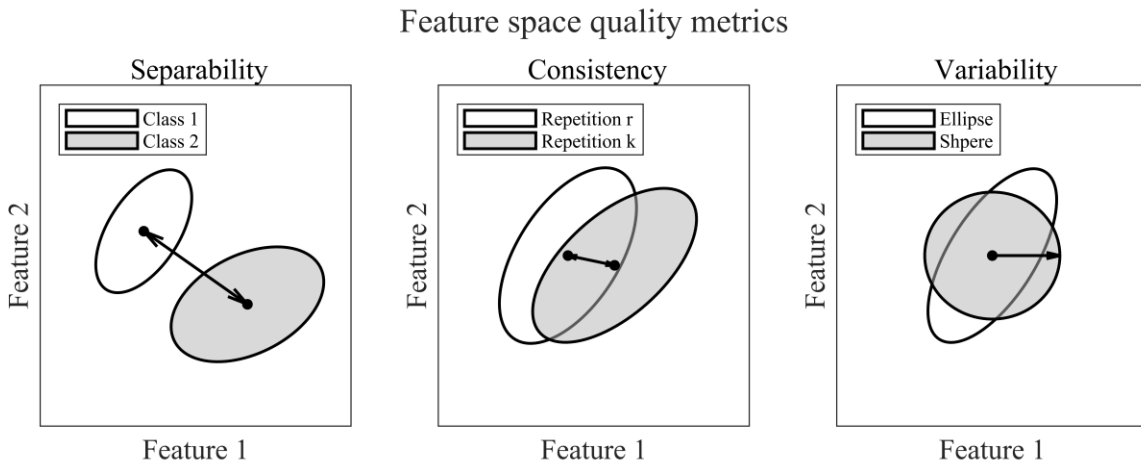 Feature space quality metrics
Separability
Class 1
Class 2
Feature 2
Feature 1
Consistency
Repetition r
Repetition k
Feature 2
Feature 1
Variability
Ellipse
Shpere
Feature 2
Feature 1